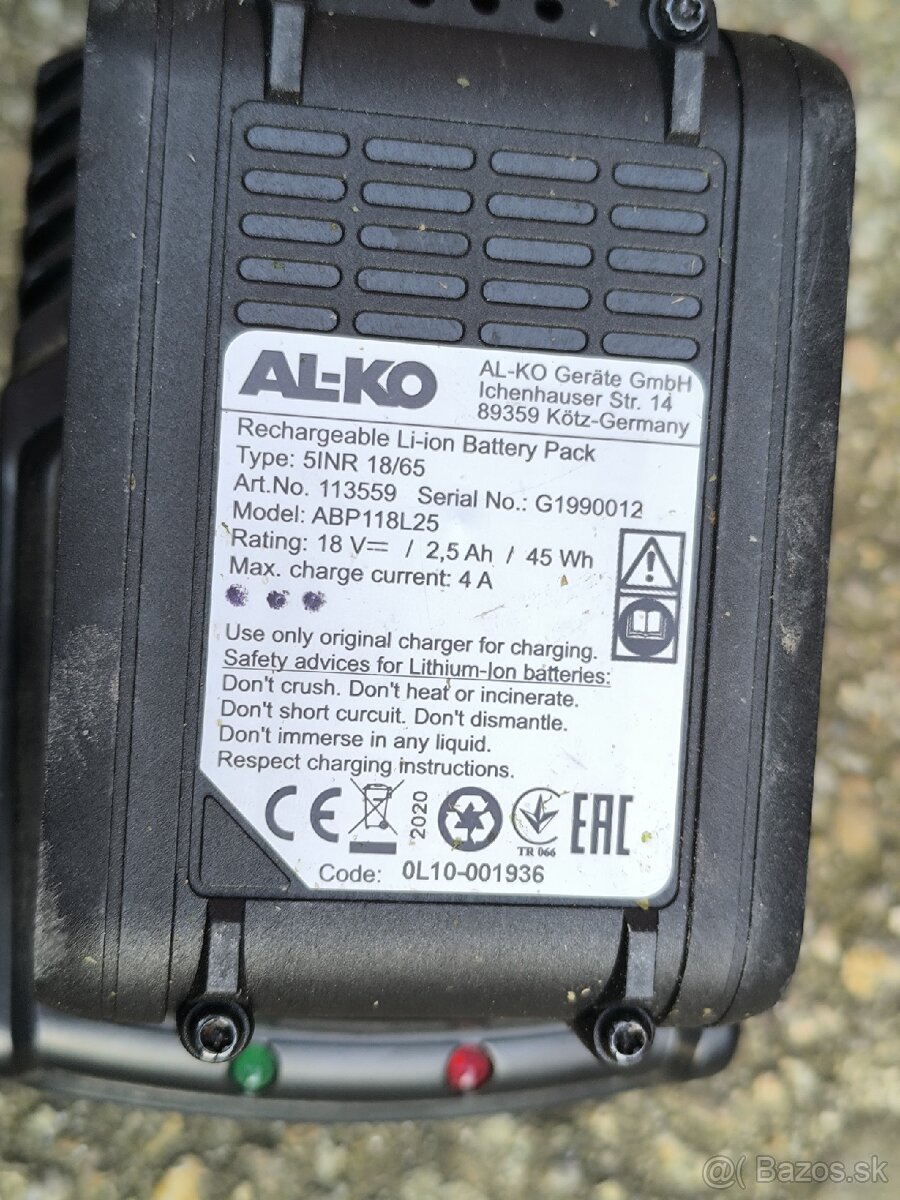 AL-KO
AL-KO Geräte GmbH
Ichenhauser Str. 14
89359 Kötz-Germany
Rechargeable Li-ion Battery Pack
Type: 5INR 18/65
Art.No. 113559 Serial No.: G1990012
Model: ABP118L25
Rating: 18 V⎓ / 2,5 Ah / 45 Wh
Max. charge current: 4 A
Use only original charger for charging.
Safety advices for Lithium-Ion batteries:
Don't crush. Don't heat or incinerate.
Don't short curcuit. Don't dismantle.
Don't immerse in any liquid.
Respect charging instructions.
CE 2020 TR 066 EAC
Code: 0L10-001936
@( Bazos.sk